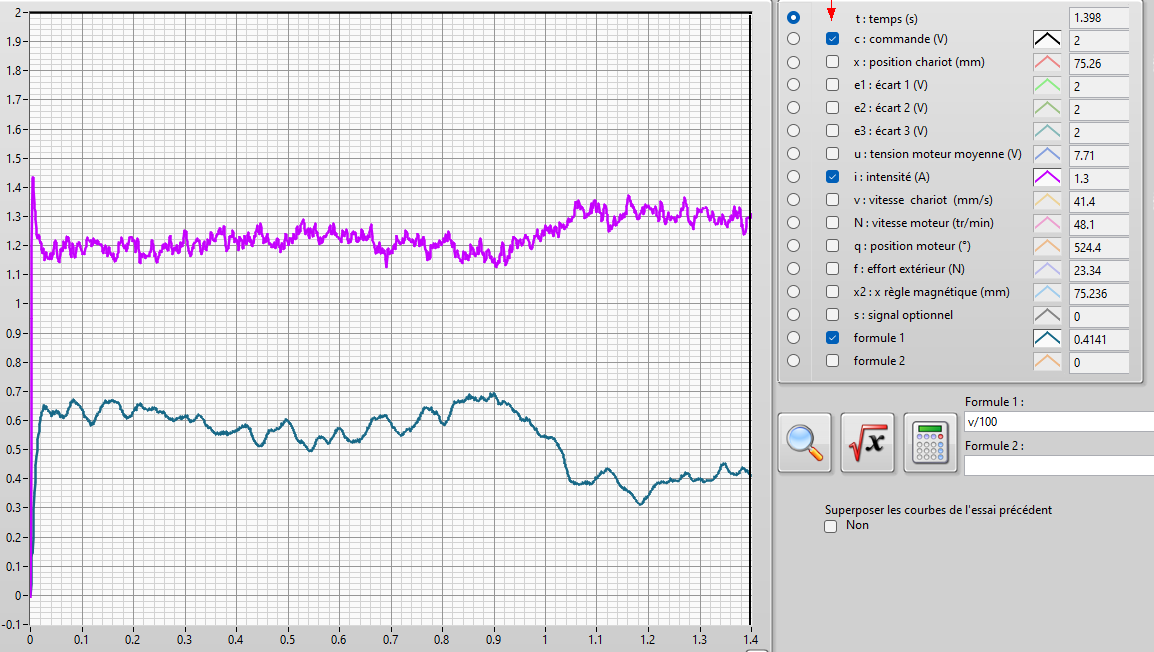 2
1.9
1.8
1.7
1.6
1.5
1.4
1.3
1.2
1.1
1
0.9
0.8
0.7
0.6
0.5
0.4
0.3
0.2
0.1
0
-0.1
0 0.1 0.2 0.3 0.4 0.5 0.6 0.7 0.8 0.9 1 1.1 1.2 1.3 1.4
t : temps (s) 1.398
c : commande (V) 2
x : position chariot (mm) 75.26
e1 : écart 1 (V) 2
e2 : écart 2 (V) 2
e3 : écart 3 (V) 2
u : tension moteur moyenne (V) 7.71
i : intensité (A) 1.3
v : vitesse chariot (mm/s) 41.4
N : vitesse moteur (tr/min) 48.1
q : position moteur (°) 524.4
f : effort extérieur (N) 23.34
x2 : x règle magnétique (mm) 75.236
s : signal optionnel 0
formule 1 0.4141
formule 2 0
Formule 1 :
v/100
Formule 2 :
√x
Superposer les courbes de l'essai précédent
Non